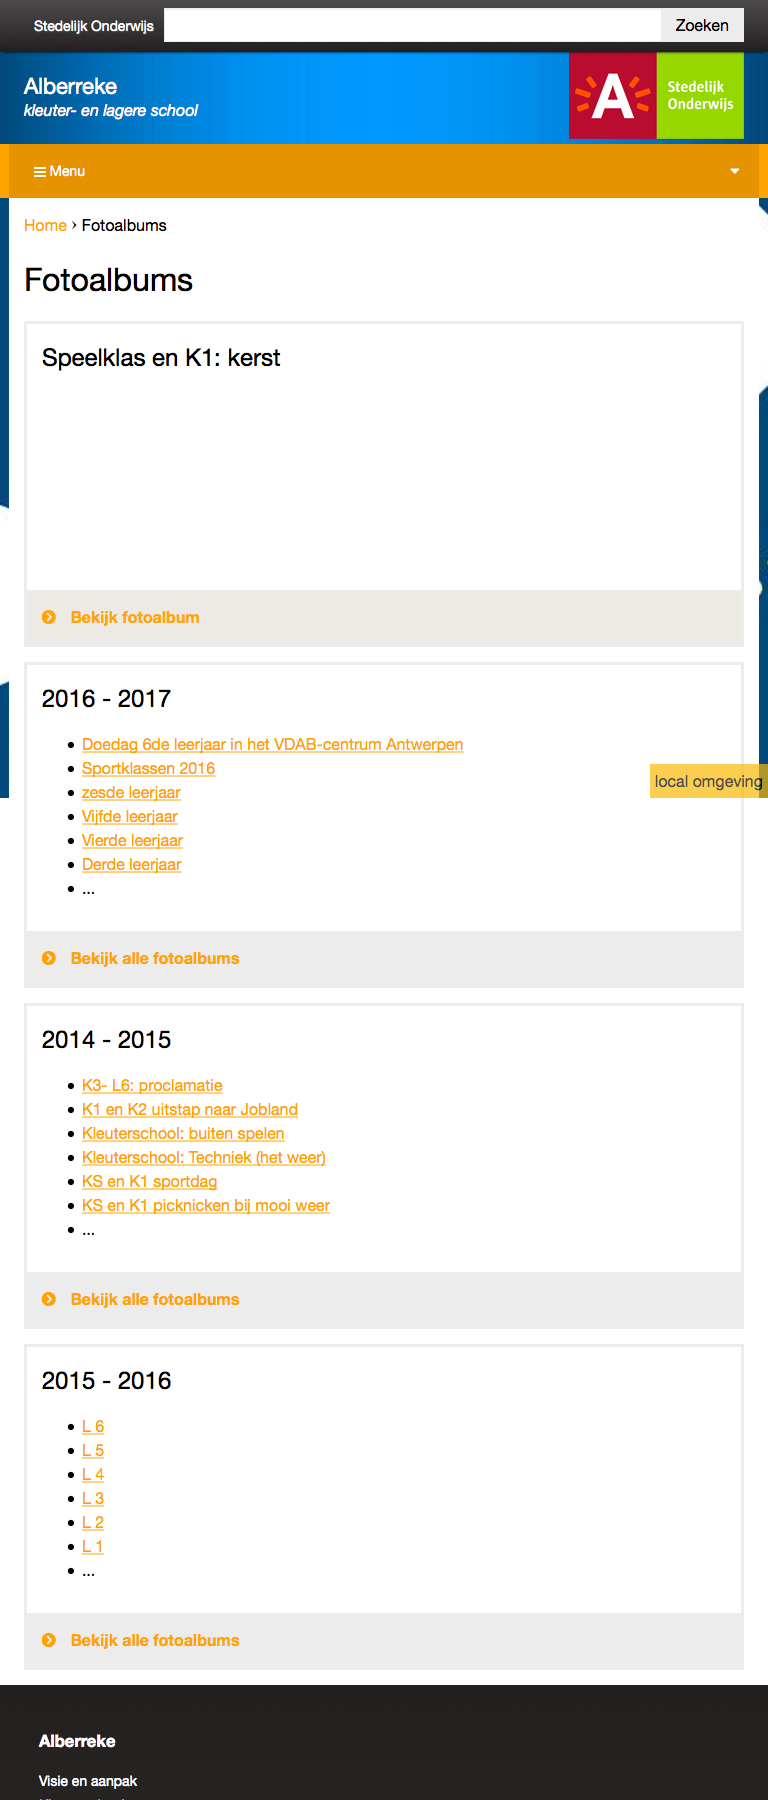 Stedelijk Onderwijs
Zoeken
Alberreke
kleuter- en lagere school
A
Stedelijk
Onderwijs
Menu
Home › Fotoalbums
Fotoalbums
Speelklas en K1: kerst
Bekijk fotoalbum
2016 - 2017
Doedag 6de leerjaar in het VDAB-centrum Antwerpen
Sportklassen 2016
zesde leerjaar
Vijfde leerjaar
Vierde leerjaar
Derde leerjaar
...
local omgeving
Bekijk alle fotoalbums
2014 - 2015
K3- L6: proclamatie
K1 en K2 uitstap naar Jobland
Kleuterschool: buiten spelen
Kleuterschool: Techniek (het weer)
KS en K1 sportdag
KS en K1 picknicken bij mooi weer
...
Bekijk alle fotoalbums
2015 - 2016
L 6
L 5
L 4
L 3
L 2
L 1
...
Bekijk alle fotoalbums
Alberreke
Visie en aanpak